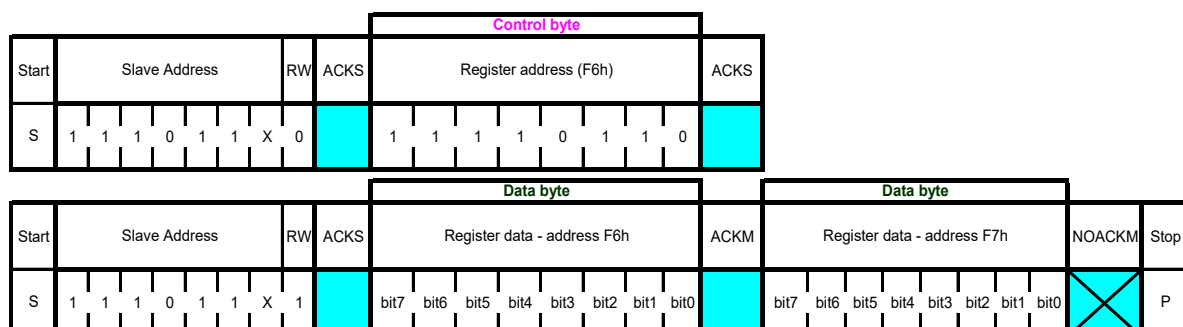 Control byte
Start Slave Address RW ACKS Register address (F6h) ACKS
S 1 1 1 0 1 1 X 0 1 1 1 1 0 1 1 0
Data byte Data byte
Start Slave Address RW ACKS Register data - address F6h ACKM Register data - address F7h NOACKM Stop
S 1 1 1 0 1 1 X 1 bit7 bit6 bit5 bit4 bit3 bit2 bit1 bit0 bit7 bit6 bit5 bit4 bit3 bit2 bit1 bit0 P